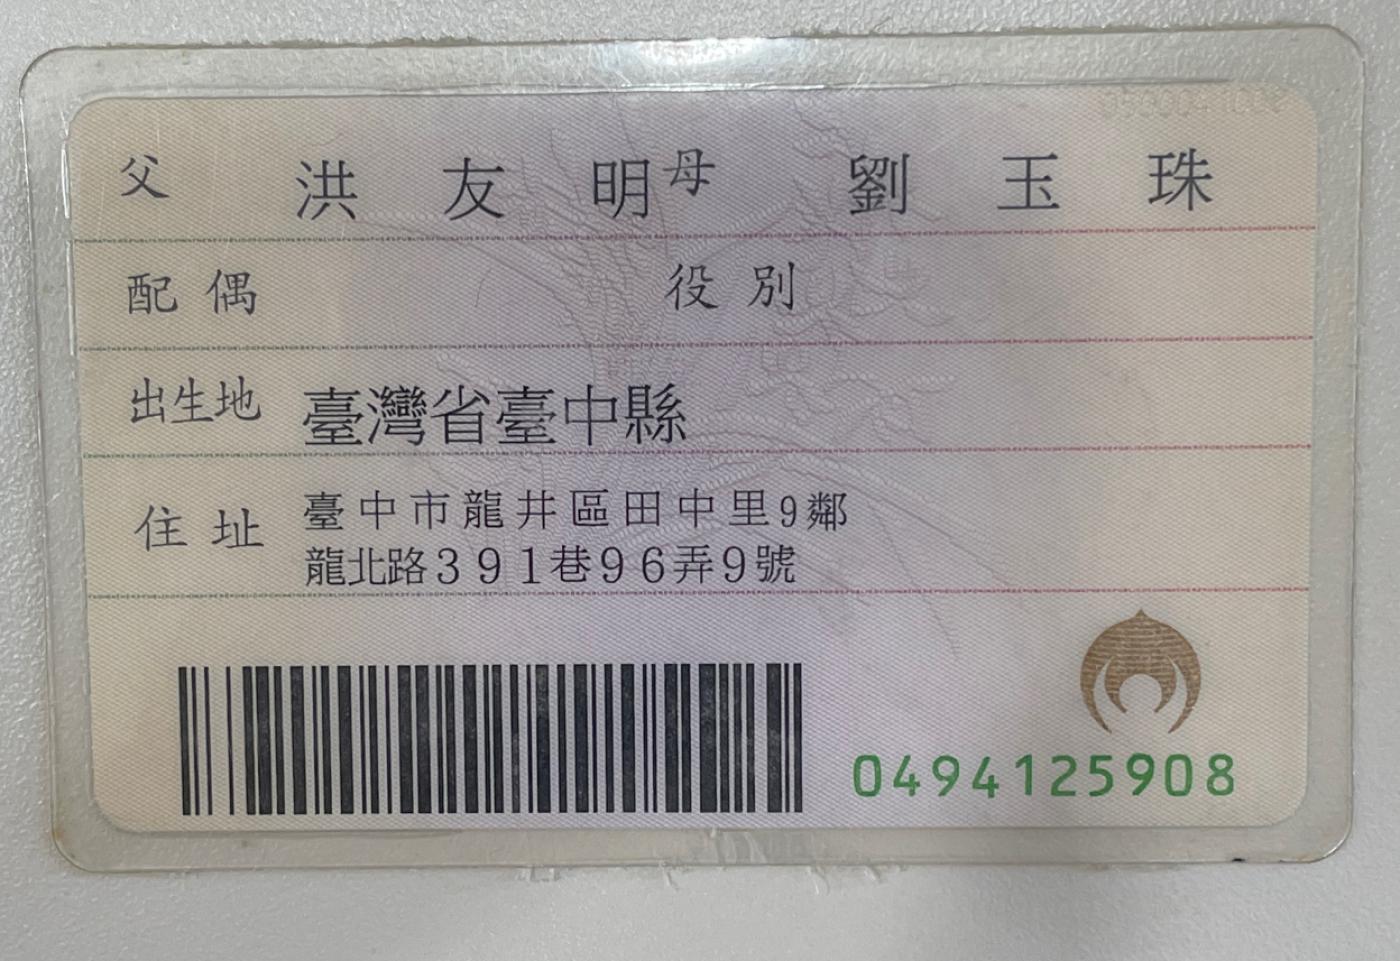 父 洪友明 母 劉玉珠
配偶 役別
出生地 臺灣省臺中縣
住址 臺中市龍井區田中里9鄰
龍北路391巷96弄9號
0494125908